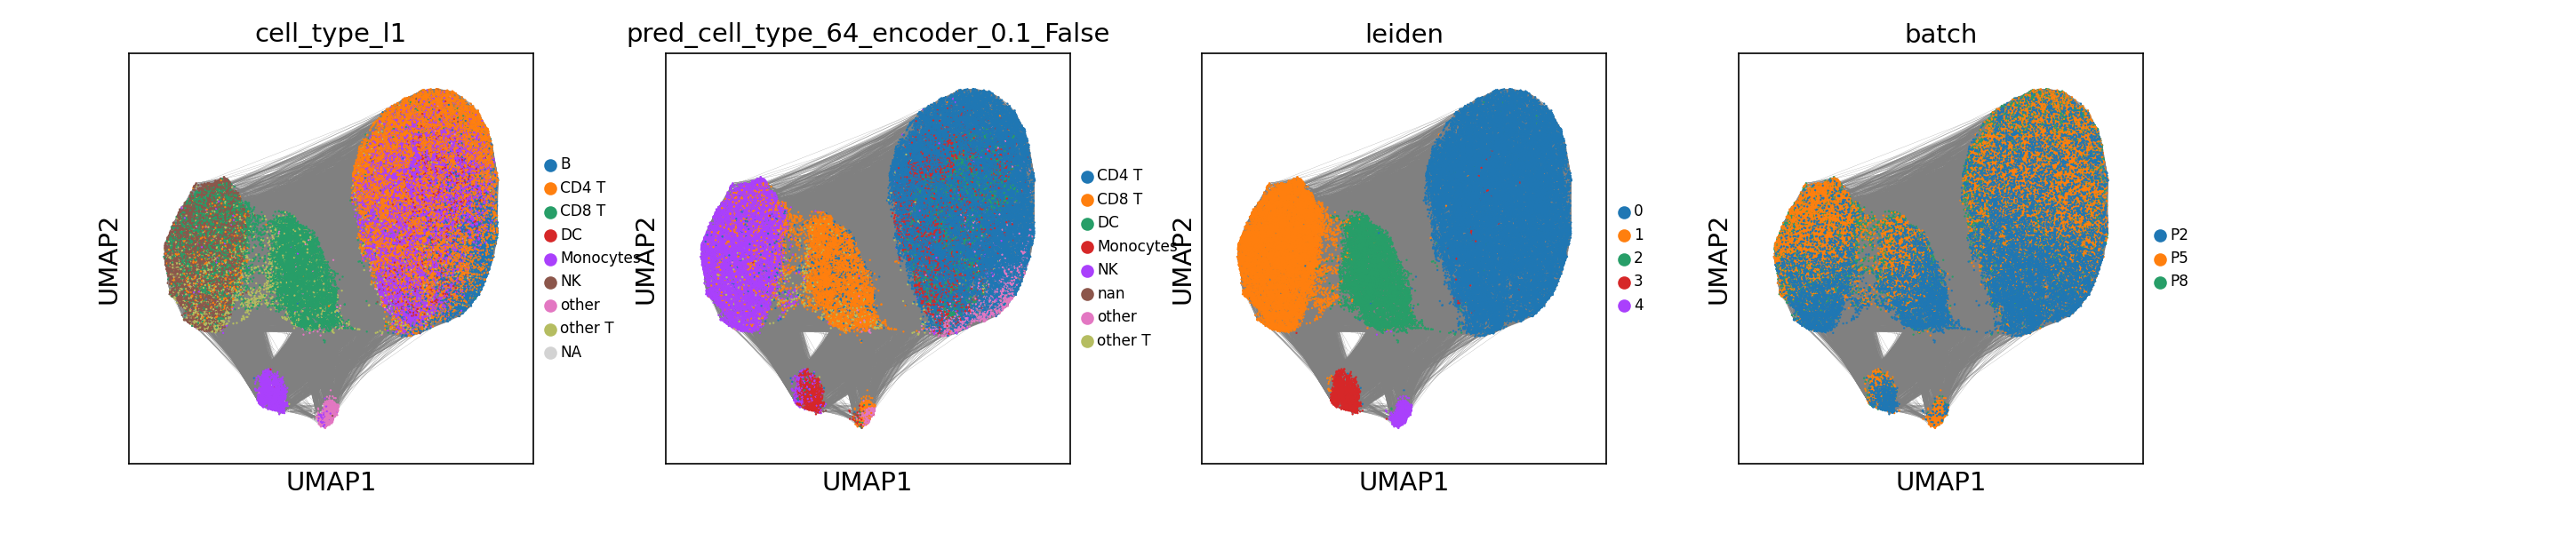 cell_type_l1
UMAP2
UMAP1
B
CD4 T
CD8 T
DC
Monocytes
NK
other
other T
NA
pred_cell_type_64_encoder_0.1_False
UMAP2
UMAP1
CD4 T
CD8 T
DC
Monocytes
NK
nan
other
other T
leiden
UMAP2
UMAP1
0
1
2
3
4
batch
UMAP2
UMAP1
P2
P5
P8